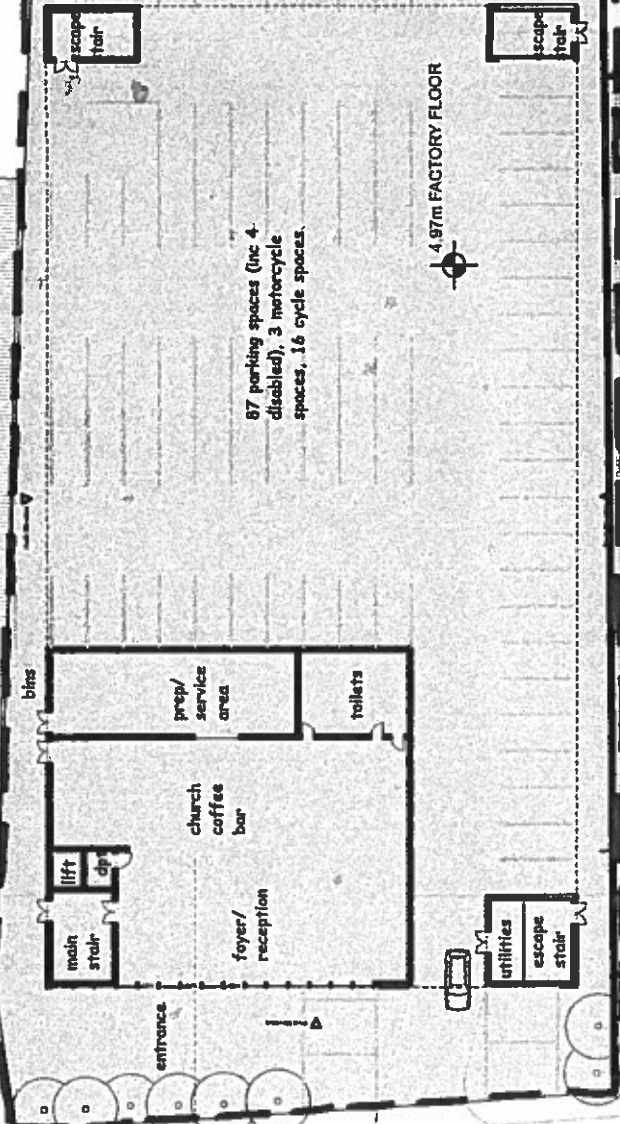 escape
stair
escape
stair
4.97m FACTORY FLOOR
87 parking spaces (inc 4
disabled), 3 motorcycle
spaces, 16 cycle spaces.
bins
prep/
service
area
toilets
church
coffee
bar
lift
dpt
main
stair
foyer/
reception
utilities
escape
stair
entrance